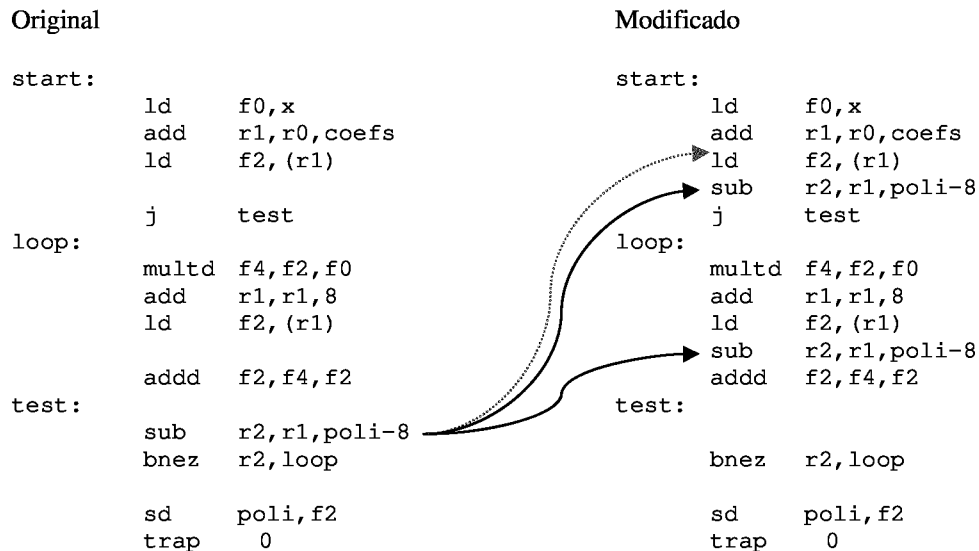 Original
start:
ld f0,x
add r1,r0,coefs
ld f2,(r1)
j test
loop:
multd f4,f2,f0
add r1,r1,8
ld f2,(r1)
addd f2,f4,f2
test:
sub r2,r1,poli-8
bnez r2,loop
sd poli,f2
trap 0
Modificado
start:
ld f0,x
add r1,r0,coefs
ld f2,(r1)
sub r2,r1,poli-8
j test
loop:
multd f4,f2,f0
add r1,r1,8
ld f2,(r1)
sub r2,r1,poli-8
addd f2,f4,f2
test:
bnez r2,loop
sd poli,f2
trap 0